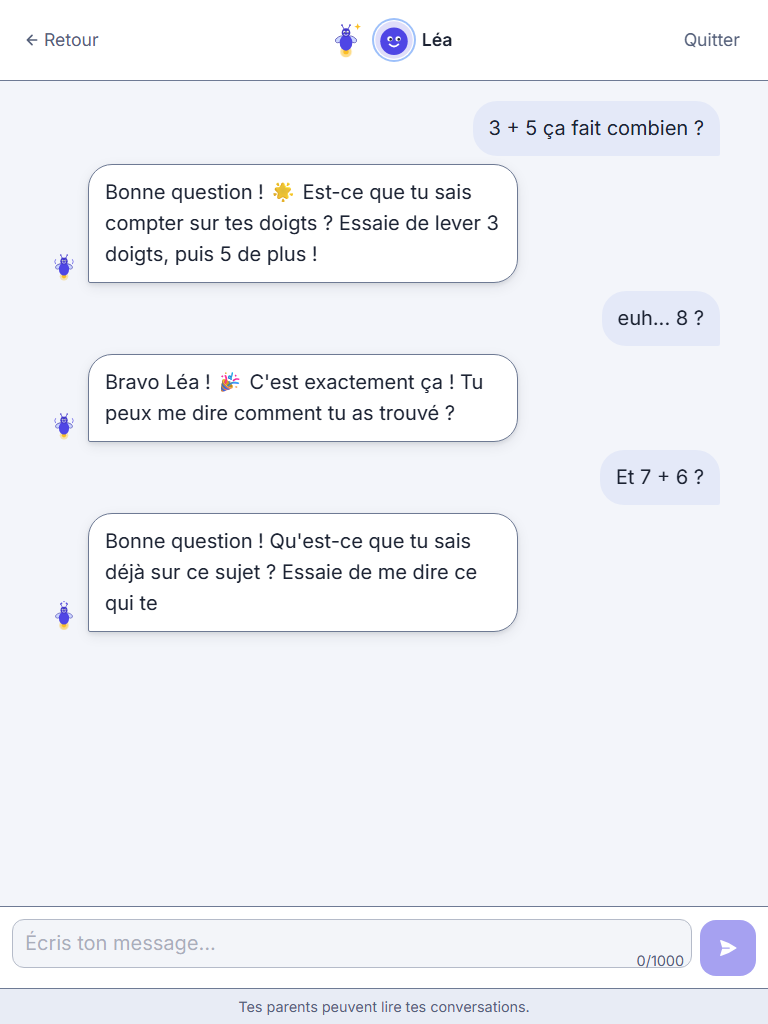 ← Retour
Léa
Quitter
3 + 5 ça fait combien ?
Bonne question ! 🌟 Est-ce que tu sais
compter sur tes doigts ? Essaie de lever 3
doigts, puis 5 de plus !
euh... 8 ?
Bravo Léa ! 🎉 C'est exactement ça ! Tu
peux me dire comment tu as trouvé ?
Et 7 + 6 ?
Bonne question ! Qu'est-ce que tu sais
déjà sur ce sujet ? Essaie de me dire ce
qui te
Écris ton message...
0/1000
Tes parents peuvent lire tes conversations.